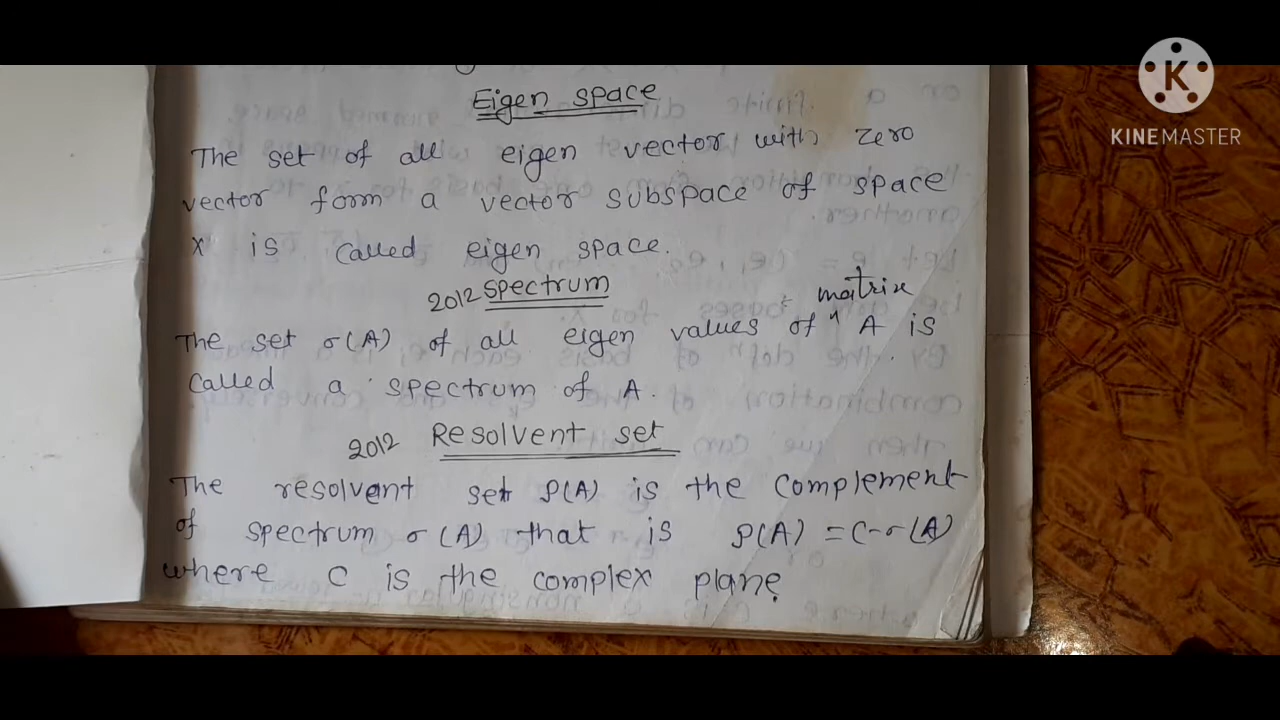 Eigen space
The set of all eigen vector with zero
vector form a vector subspace of space
X is called eigen space.
2012 Spectrum
matrix
The set σ(A) of all eigen values of ^ A is
called a spectrum of A.
2012 Resolvent set
The resolvent set ρ(A) is the complement
of spectrum σ(A) that is ρ(A) = C-σ(A)
where C is the complex plane.
K
KINEMASTER